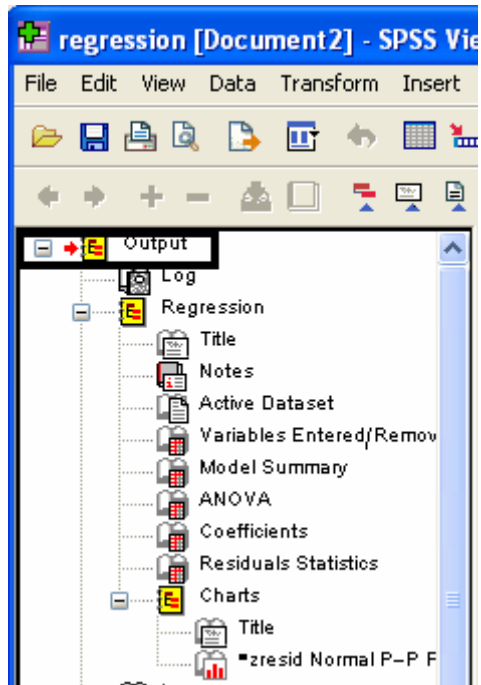 regression [Document2] - SPSS Vie
File Edit View Data Transform Insert
Output
Log
Regression
Title
Notes
Active Dataset
Variables Entered/Remov
Model Summary
ANOVA
Coefficients
Residuals Statistics
Charts
Title
*zresid Normal P-P F